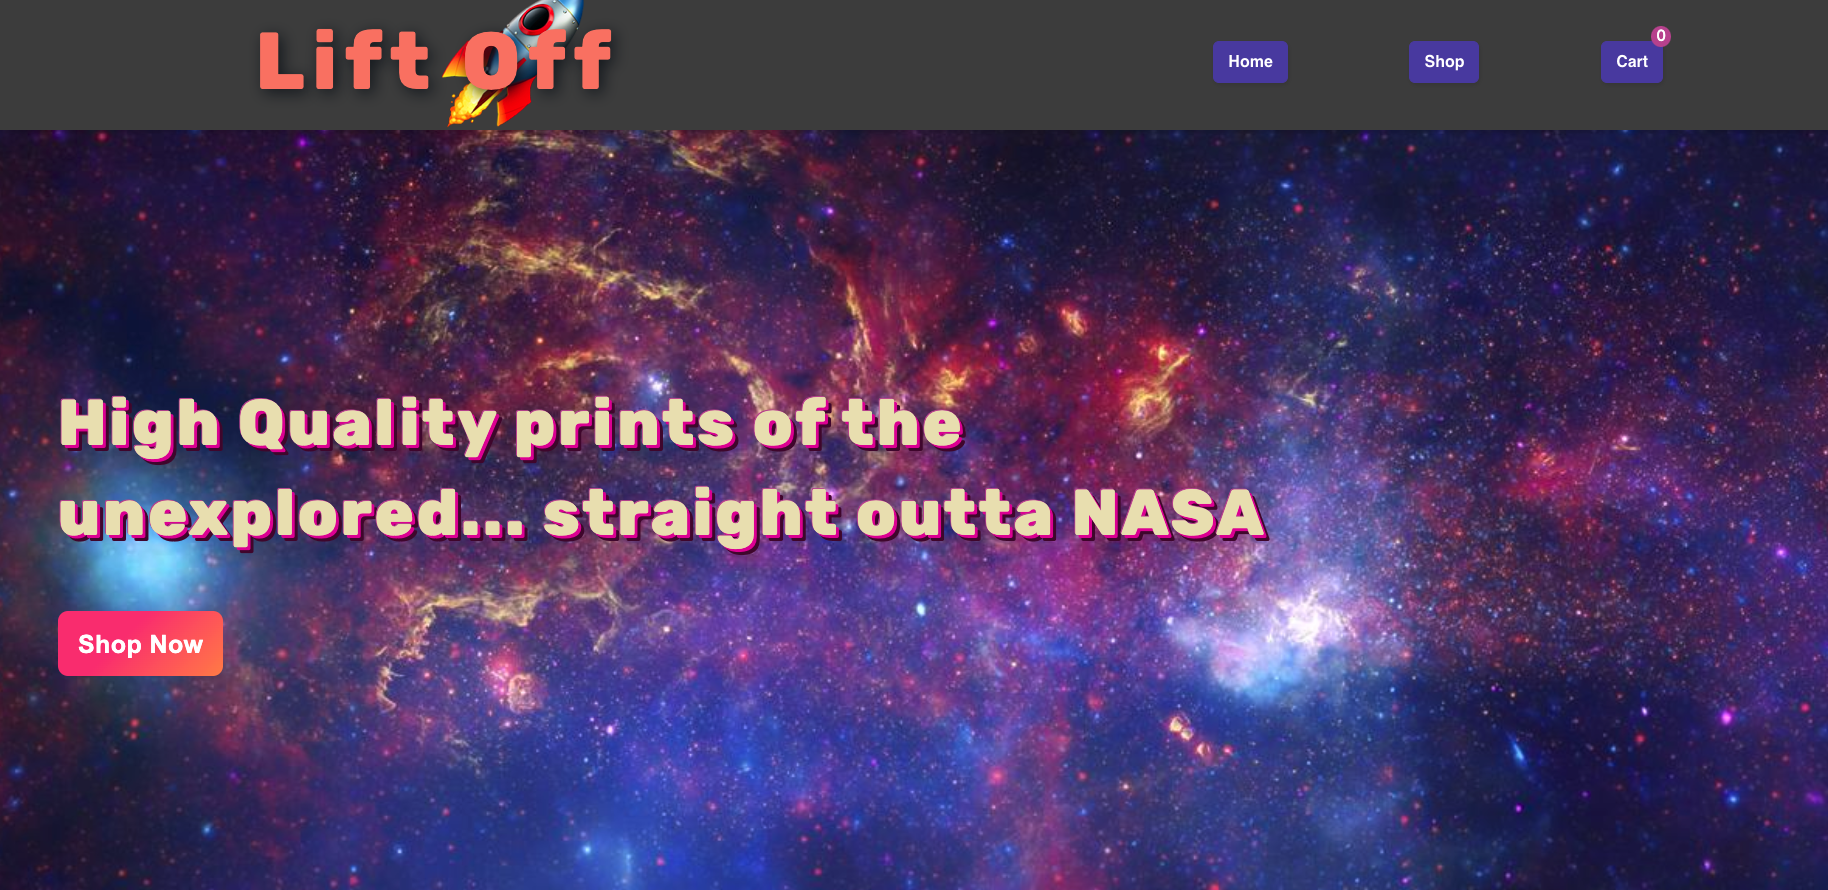 Lift Off
Home
Shop
Cart
0
High Quality prints of the
unexplored... straight outta NASA
Shop Now